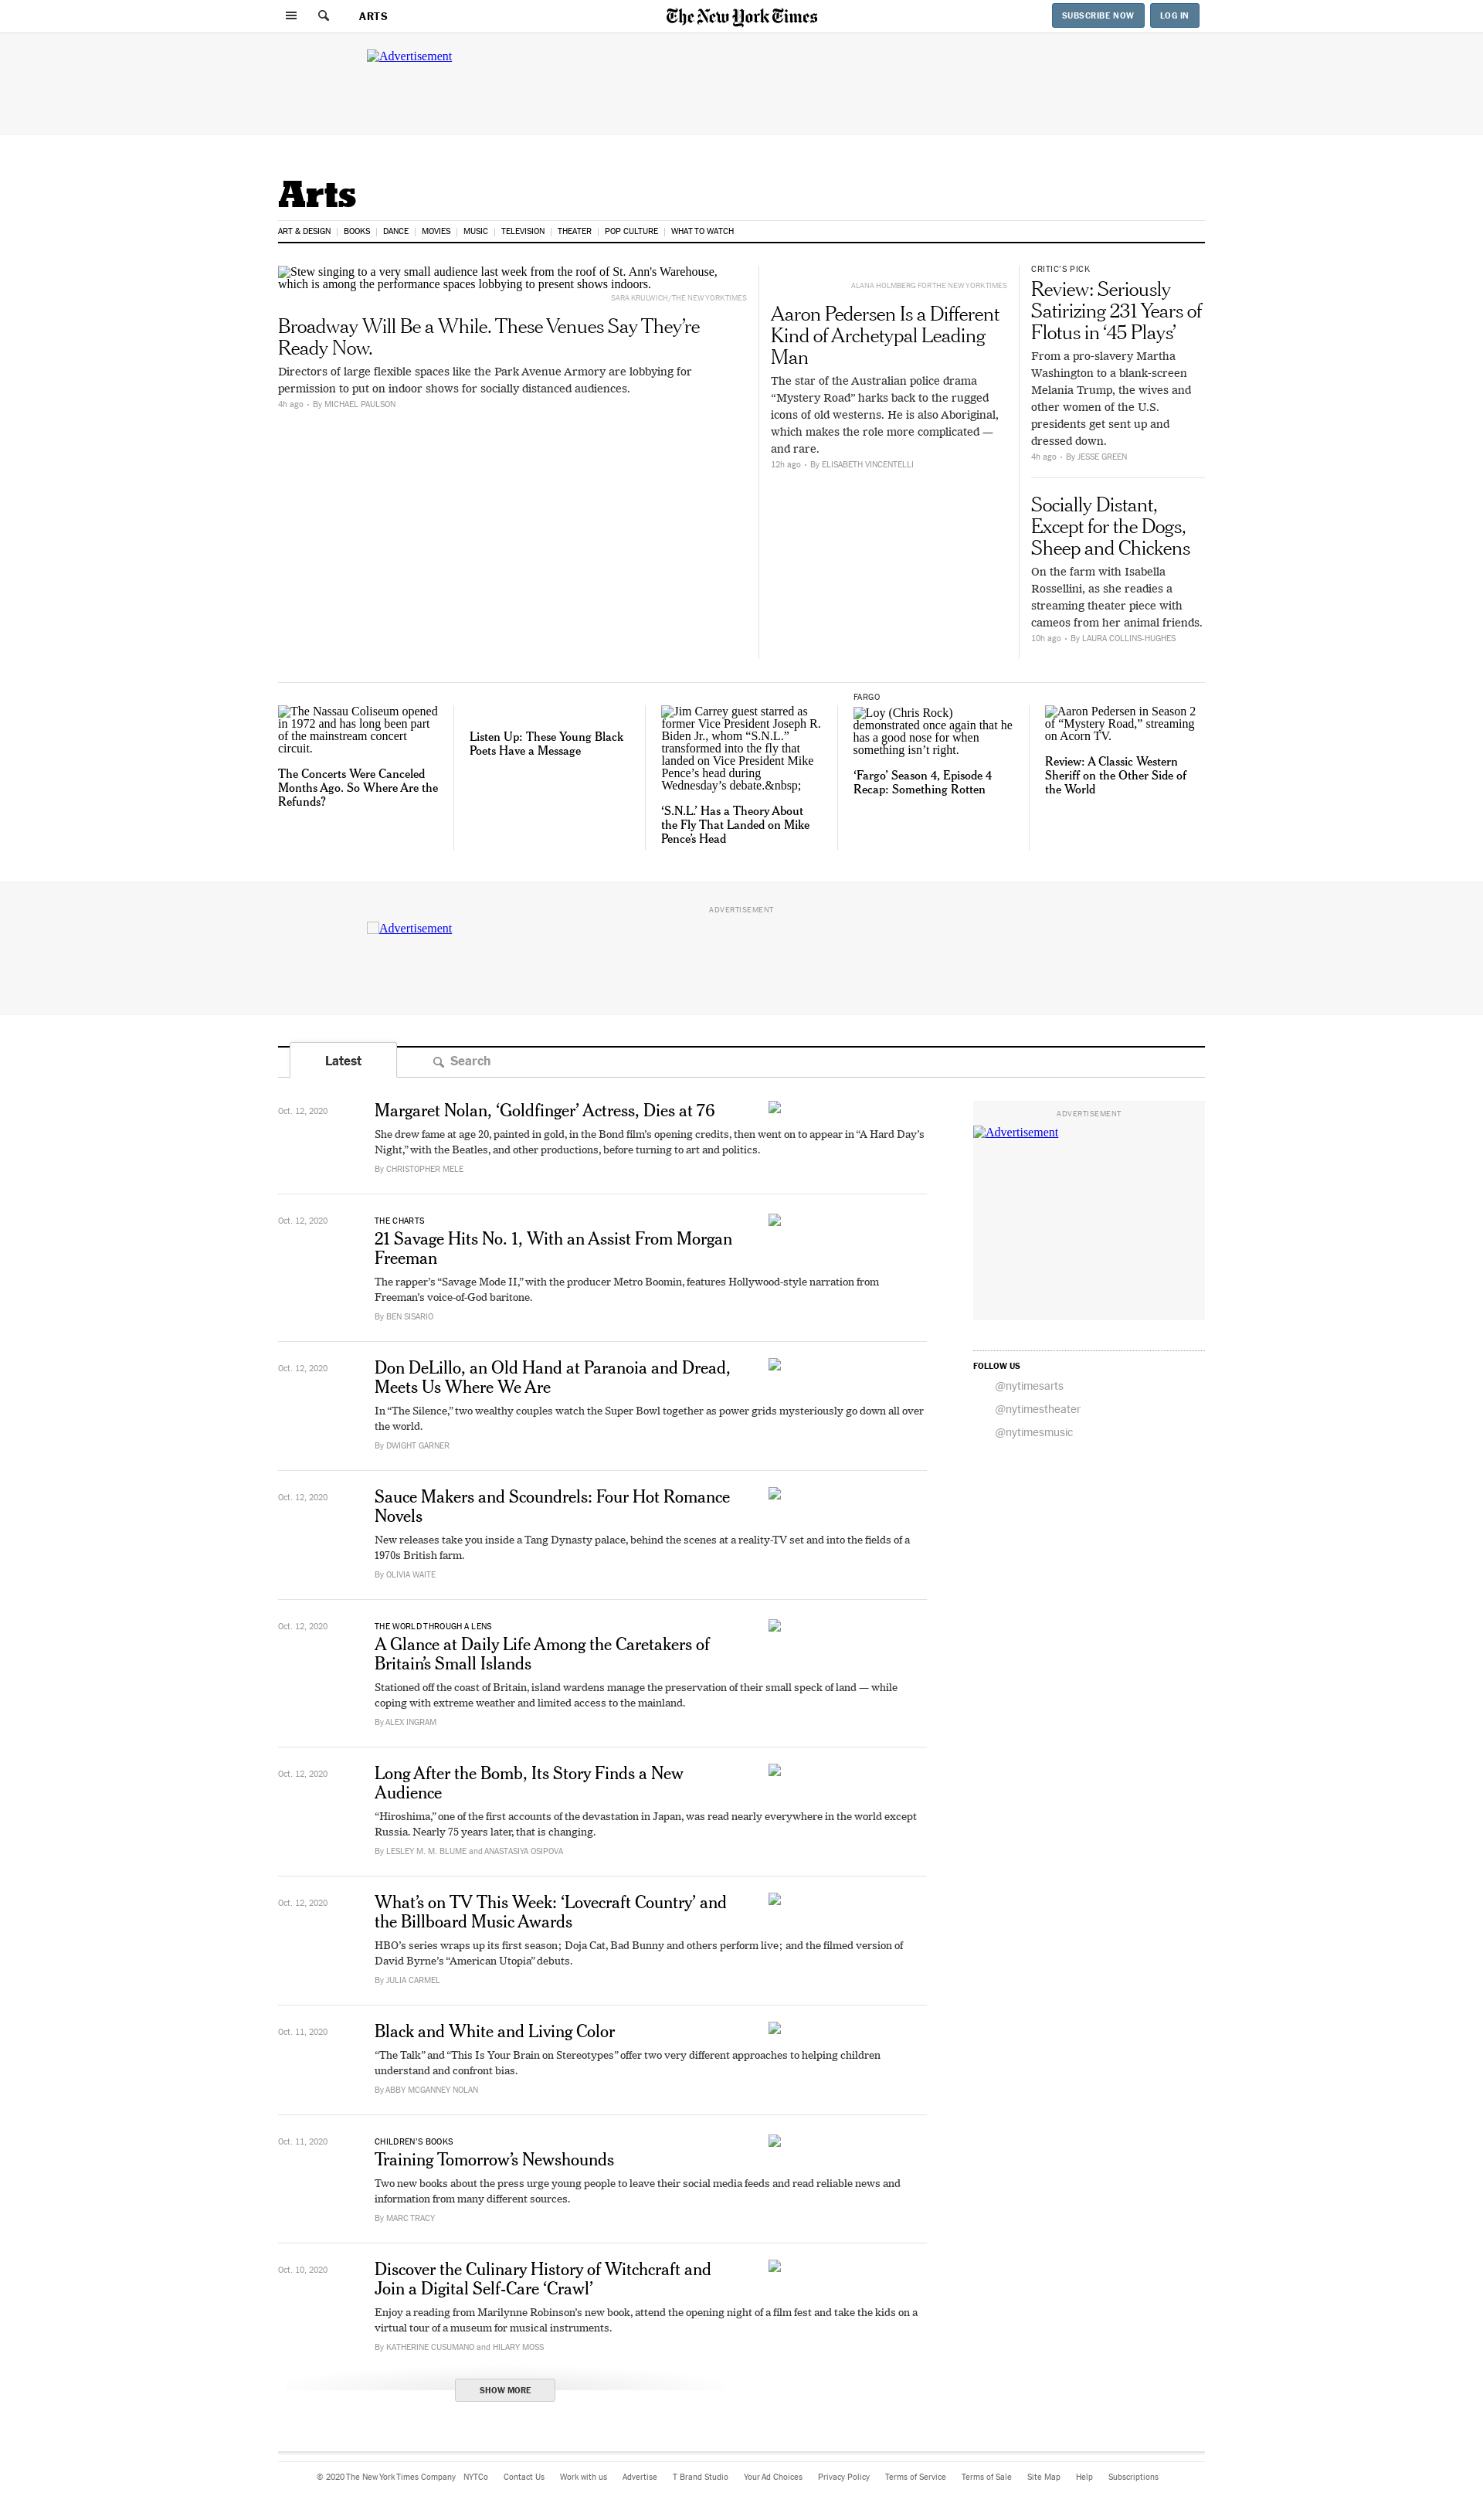 ARTS
The New York Times
SUBSCRIBE NOW
LOG IN
Advertisement
Arts
ART & DESIGN
BOOKS
DANCE
MOVIES
MUSIC
TELEVISION
THEATER
POP CULTURE
WHAT TO WATCH
Stew singing to a very small audience last week from the roof of St. Ann's Warehouse,
which is among the performance spaces lobbying to present shows indoors.
SARA KRULWICH/THE NEW YORK TIMES
Broadway Will Be a While. These Venues Say They’re
Ready Now.
Directors of large flexible spaces like the Park Avenue Armory are lobbying for
permission to put on indoor shows for socially distanced audiences.
4h ago • By MICHAEL PAULSON
ALANA HOLMBERG FOR THE NEW YORK TIMES
Aaron Pedersen Is a Different
Kind of Archetypal Leading
Man
The star of the Australian police drama
“Mystery Road” harks back to the rugged
icons of old westerns. He is also Aboriginal,
which makes the role more complicated —
and rare.
12h ago • By ELISABETH VINCENTELLI
CRITIC’S PICK
Review: Seriously
Satirizing 231 Years of
Flotus in ‘45 Plays’
From a pro-slavery Martha
Washington to a blank-screen
Melania Trump, the wives and
other women of the U.S.
presidents get sent up and
dressed down.
4h ago • By JESSE GREEN
Socially Distant,
Except for the Dogs,
Sheep and Chickens
On the farm with Isabella
Rossellini, as she readies a
streaming theater piece with
cameos from her animal friends.
10h ago • By LAURA COLLINS-HUGHES
The Nassau Coliseum opened
in 1972 and has long been part
of the mainstream concert
circuit.
The Concerts Were Canceled
Months Ago. So Where Are the
Refunds?
Listen Up: These Young Black
Poets Have a Message
Jim Carrey guest starred as
former Vice President Joseph R.
Biden Jr., whom “S.N.L.”
transformed into the fly that
landed on Vice President Mike
Pence’s head during
Wednesday’s debate.&nbsp;
‘S.N.L.’ Has a Theory About
the Fly That Landed on Mike
Pence’s Head
FARGO
Loy (Chris Rock)
demonstrated once again that he
has a good nose for when
something isn’t right.
‘Fargo’ Season 4, Episode 4
Recap: Something Rotten
Aaron Pedersen in Season 2
of “Mystery Road,” streaming
on Acorn TV.
Review: A Classic Western
Sheriff on the Other Side of
the World
ADVERTISEMENT
Advertisement
Latest
Search
Oct. 12, 2020
Margaret Nolan, ‘Goldfinger’ Actress, Dies at 76
She drew fame at age 20, painted in gold, in the Bond film’s opening credits, then went on to appear in “A Hard Day’s
Night,” with the Beatles, and other productions, before turning to art and politics.
By CHRISTOPHER MELE
Oct. 12, 2020
THE CHARTS
21 Savage Hits No. 1, With an Assist From Morgan
Freeman
The rapper’s “Savage Mode II,” with the producer Metro Boomin, features Hollywood-style narration from
Freeman’s voice-of-God baritone.
By BEN SISARIO
Oct. 12, 2020
Don DeLillo, an Old Hand at Paranoia and Dread,
Meets Us Where We Are
In “The Silence,” two wealthy couples watch the Super Bowl together as power grids mysteriously go down all over
the world.
By DWIGHT GARNER
Oct. 12, 2020
Sauce Makers and Scoundrels: Four Hot Romance
Novels
New releases take you inside a Tang Dynasty palace, behind the scenes at a reality-TV set and into the fields of a
1970s British farm.
By OLIVIA WAITE
Oct. 12, 2020
THE WORLD THROUGH A LENS
A Glance at Daily Life Among the Caretakers of
Britain’s Small Islands
Stationed off the coast of Britain, island wardens manage the preservation of their small speck of land — while
coping with extreme weather and limited access to the mainland.
By ALEX INGRAM
Oct. 12, 2020
Long After the Bomb, Its Story Finds a New
Audience
“Hiroshima,” one of the first accounts of the devastation in Japan, was read nearly everywhere in the world except
Russia. Nearly 75 years later, that is changing.
By LESLEY M. M. BLUME and ANASTASIYA OSIPOVA
Oct. 12, 2020
What’s on TV This Week: ‘Lovecraft Country’ and
the Billboard Music Awards
HBO’s series wraps up its first season; Doja Cat, Bad Bunny and others perform live; and the filmed version of
David Byrne’s “American Utopia” debuts.
By JULIA CARMEL
Oct. 11, 2020
Black and White and Living Color
“The Talk” and “This Is Your Brain on Stereotypes” offer two very different approaches to helping children
understand and confront bias.
By ABBY MCGANNEY NOLAN
Oct. 11, 2020
CHILDREN’S BOOKS
Training Tomorrow’s Newshounds
Two new books about the press urge young people to leave their social media feeds and read reliable news and
information from many different sources.
By MARC TRACY
Oct. 10, 2020
Discover the Culinary History of Witchcraft and
Join a Digital Self-Care ‘Crawl’
Enjoy a reading from Marilynne Robinson’s new book, attend the opening night of a film fest and take the kids on a
virtual tour of a museum for musical instruments.
By KATHERINE CUSUMANO and HILARY MOSS
SHOW MORE
ADVERTISEMENT
Advertisement
FOLLOW US
@nytimesarts
@nytimestheater
@nytimesmusic
© 2020 The New York Times Company
NYTCo
Contact Us
Work with us
Advertise
T Brand Studio
Your Ad Choices
Privacy Policy
Terms of Service
Terms of Sale
Site Map
Help
Subscriptions